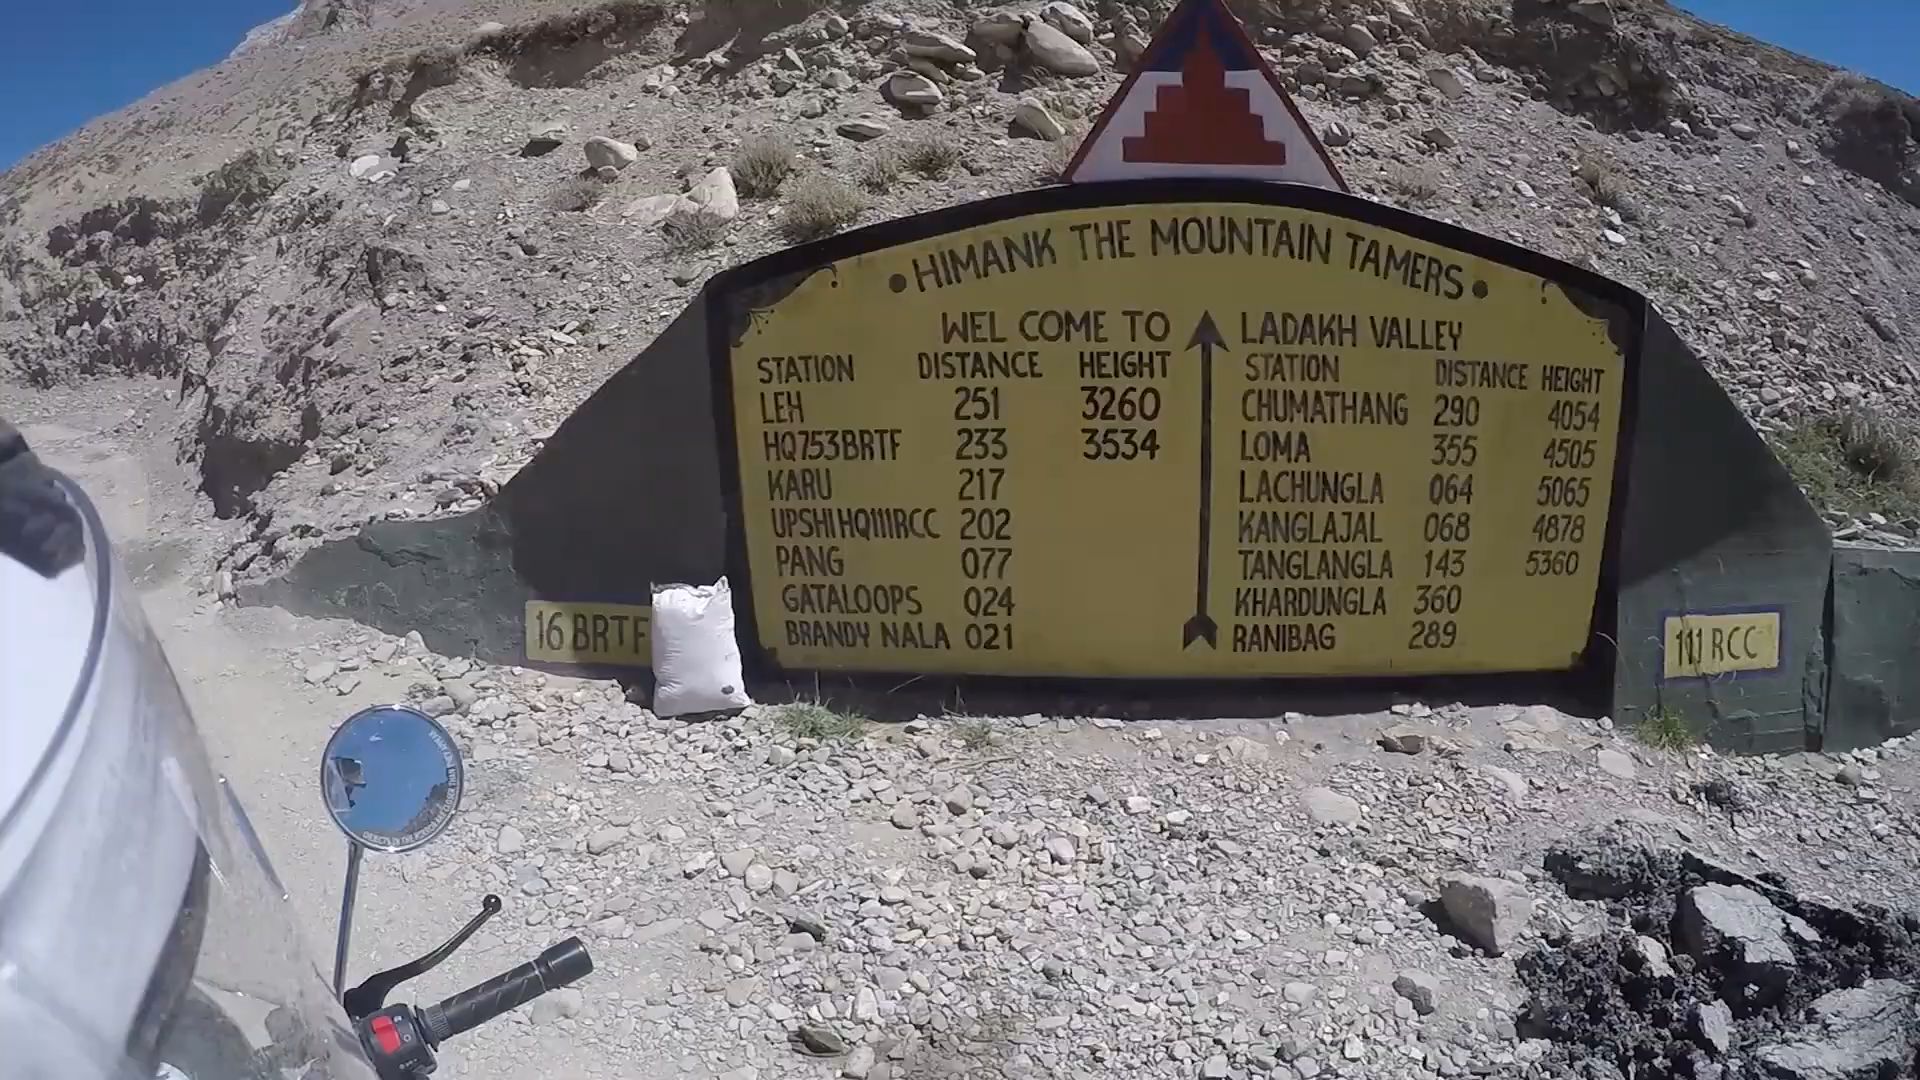 HIMANK THE MOUNTAIN TAMERS
WEL COME TO LADAKH VALLEY
STATION DISTANCE HEIGHT
LEH 251 3260
HQ753BRTF 233 3534
KARU 217
UPSHI HQ111RCC 202
PANG 077
GATALOOPS 024
BRANDY NALA 021
STATION DISTANCE HEIGHT
CHUMATHANG 290 4054
LOMA 355 4505
LACHUNGLA 064 5065
KANGLAJAL 068 4878
TANGLANGLA 143 5360
KHARDUNGLA 360
RANIBAG 289
16 BRTF
111 RCC